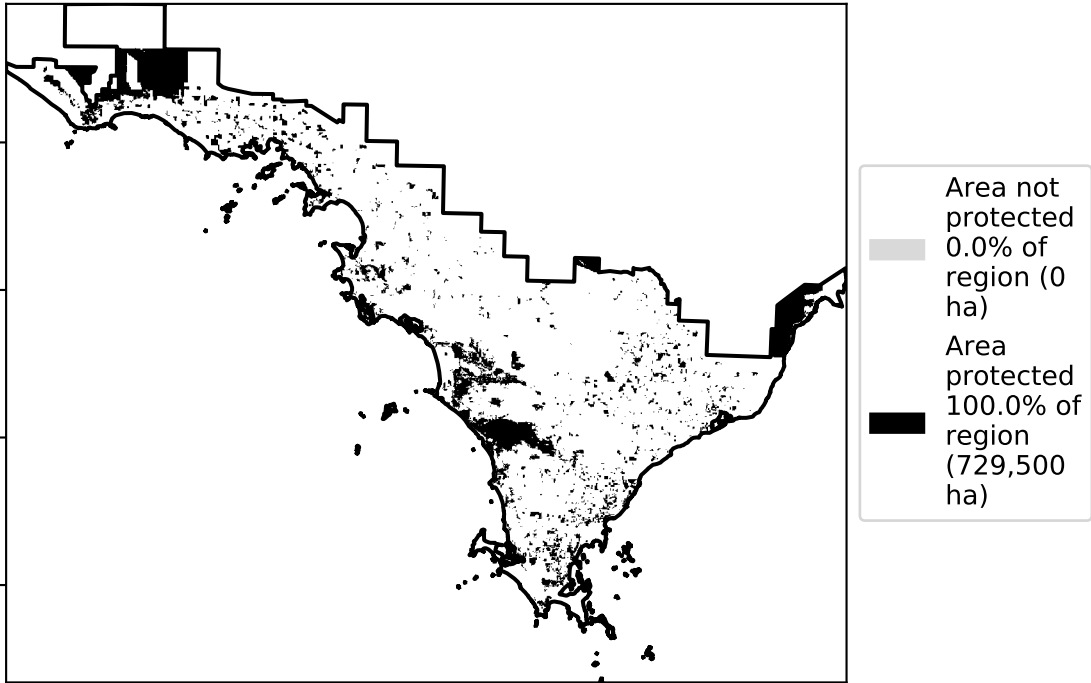 Area not
protected
0.0% of
region (0
ha)
Area
protected
100.0% of
region
(729,500
ha)